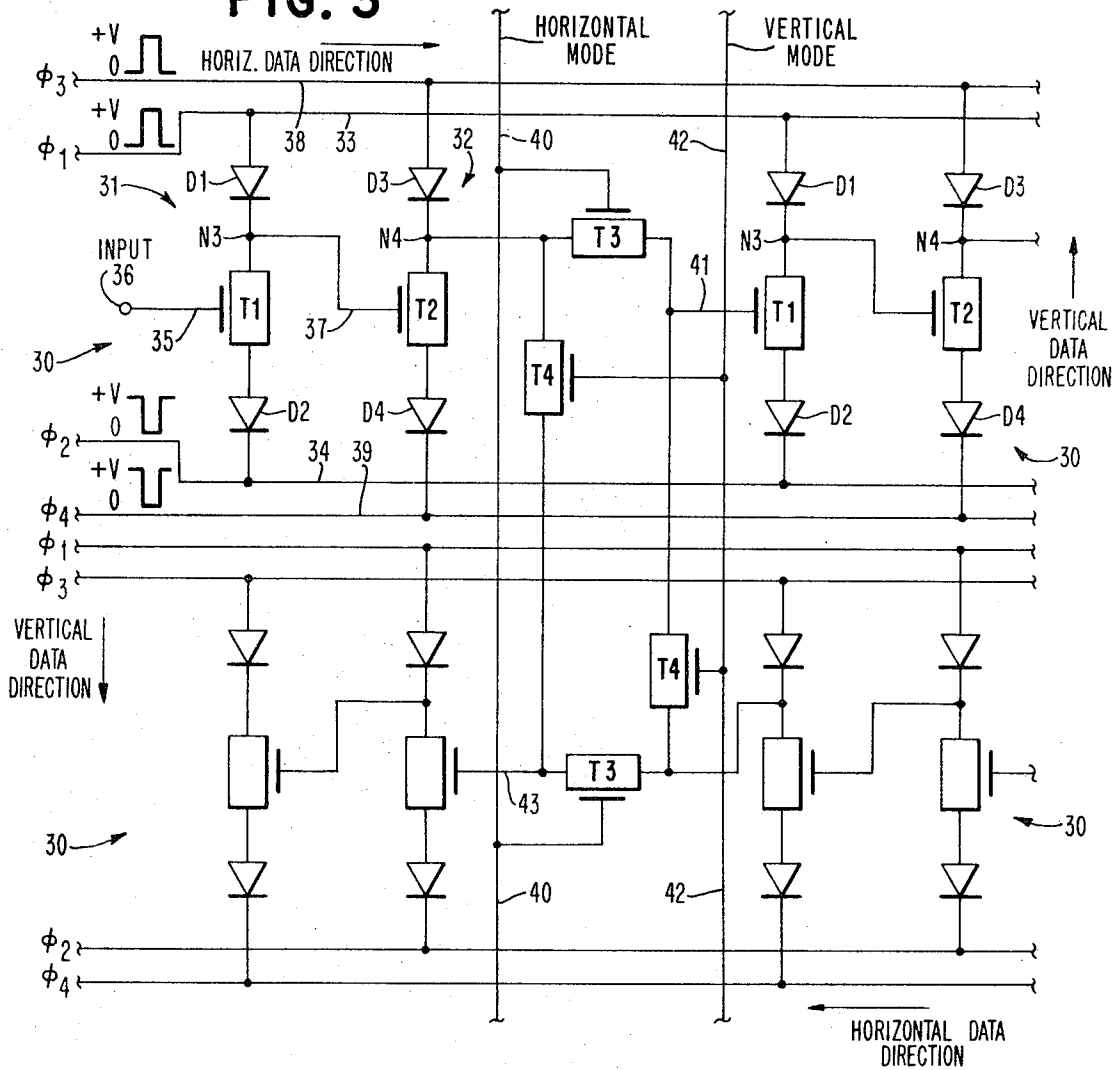 FIG. 3
+V
0
HORIZ. DATA DIRECTION
HORIZONTAL
MODE
VERTICAL
MODE
ϕ3
+V
0
ϕ1
38
33
40
42
32
31
D1
D3
D1
D3
N3
N4
T3
N3
N4
INPUT
36
35
T1
37
T2
41
T1
T2
VERTICAL
DATA
DIRECTION
30
T4
+V
0
ϕ2
D2
D4
D2
D4
+V
0
34
39
30
ϕ4
ϕ1
ϕ3
VERTICAL
DATA
DIRECTION
T4
T3
43
30
30
40
42
ϕ2
ϕ4
HORIZONTAL DATA
DIRECTION